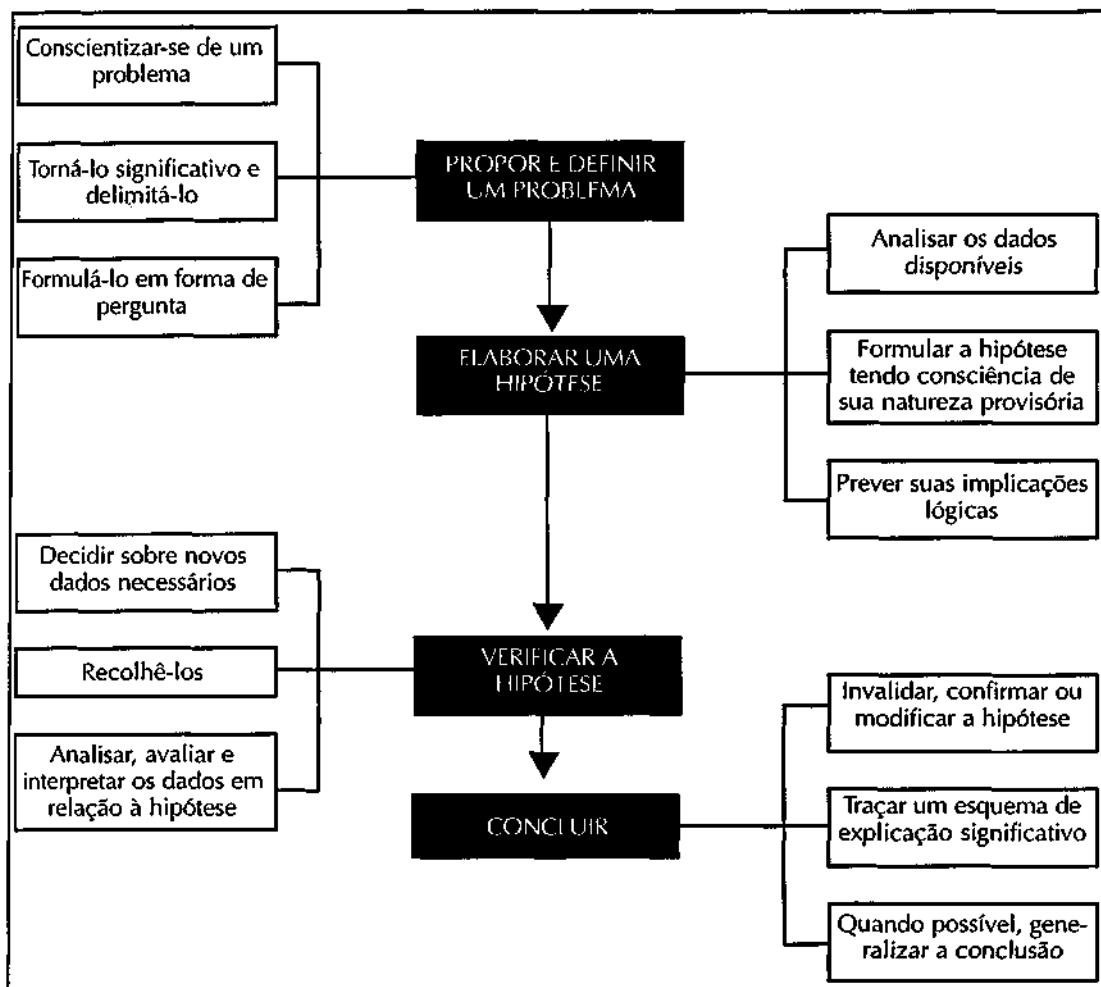 Conscientizar-se de um
problema
Torná-lo significativo e
delimitá-lo
Formulá-lo em forma de
pergunta
PROPOR E DEFINIR
UM PROBLEMA
ELABORAR UMA
HIPÓTESE
Analisar os dados
disponíveis
Formular a hipótese
tendo consciência de
sua natureza provisória
Prever suas implicações
lógicas
Decidir sobre novos
dados necessários
Recolhê-los
Analisar, avaliar e
interpretar os dados em
relação à hipótese
VERIFICAR A
HIPÓTESE
CONCLUIR
Invalidar, confirmar ou
modificar a hipótese
Traçar um esquema de
explicação significativo
Quando possível, gene-
ralizar a conclusão